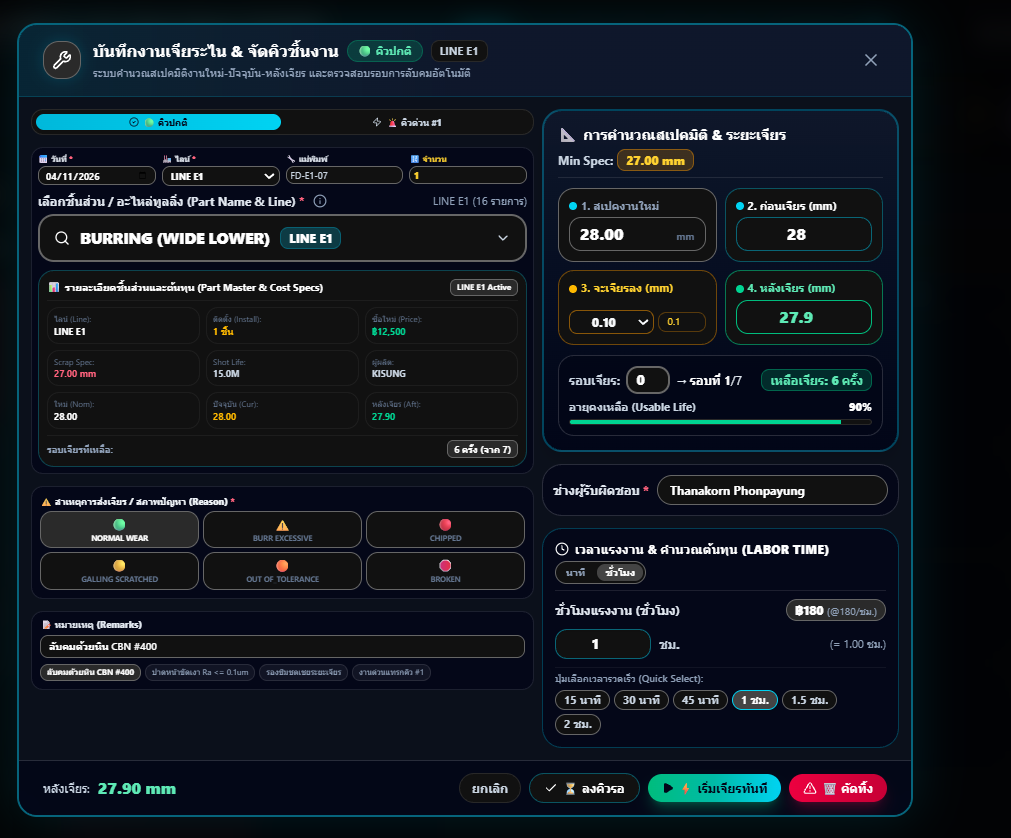 บันทึกงานเจียระไน & จัดคิวชิ้นงาน คิวปกติ LINE E1
ระบบคำนวณสเปคมิติงานใหม่-ปัจจุบัน-หลังเจียร และตรวจสอบรอบการลับคมอัตโนมัติ
คิวปกติ
คิวด่วน #1
วันที่ * ไลน์ * แม่พิมพ์ จำนวน
04/11/2026 LINE E1 FD-E1-07 1
เลือกชิ้นส่วน / อะไหล่ทูลลิ่ง (Part Name & Line) * LINE E1 (16 รายการ)
BURRING (WIDE LOWER) LINE E1
รายละเอียดชิ้นส่วนและต้นทุน (Part Master & Cost Specs) LINE E1 Active
ไลน์ (Line): ติดตั้ง (Install): ซื้อใหม่ (Price):
LINE E1 1 ชิ้น ฿12,500
Scrap Spec: Shot Life: ผู้ผลิต:
27.00 mm 15.0M KISUNG
ใหม่ (Nom): ปัจจุบัน (Cur): หลังเจียร (Aft):
28.00 28.00 27.90
รอบเจียรที่เหลือ: 6 ครั้ง (จาก 7)
สาเหตุการส่งเจียร / สภาพปัญหา (Reason) *
NORMAL WEAR BURR EXCESSIVE CHIPPED
GALLING SCRATCHED OUT OF TOLERANCE BROKEN
หมายเหตุ (Remarks)
ลับคมด้วยหิน CBN #400
ลับคมด้วยหิน CBN #400 ปาดหน้าขัดเงา Ra <= 0.1um รองชิมชดเชยระยะเจียร งานด่วนแทรกคิว #1
การคำนวณสเปคมิติ & ระยะเจียร
Min Spec: 27.00 mm
1. สเปคงานใหม่ 2. ก่อนเจียร (mm)
28.00 mm 28
3. จะเจียรลง (mm) 4. หลังเจียร (mm)
0.10 0.1 27.9
รอบเจียร: 0 → รอบที่ 1/7 เหลือเจียร: 6 ครั้ง
อายุคงเหลือ (Usable Life) 90%
ช่างผู้รับผิดชอบ * Thanakorn Phonpayung
เวลาแรงงาน & คำนวณต้นทุน (LABOR TIME)
นาที ชั่วโมง
ชั่วโมงแรงงาน (ชั่วโมง) ฿180 (@180/ชม.)
1 ชม. (= 1.00 ชม.)
ปุ่มเลือกเวลารวดเร็ว (Quick Select):
15 นาที 30 นาที 45 นาที 1 ชม. 1.5 ชม.
2 ชม.
หลังเจียร: 27.90 mm ยกเลิก ลงคิวรอ เริ่มเจียรทันที คัดทิ้ง